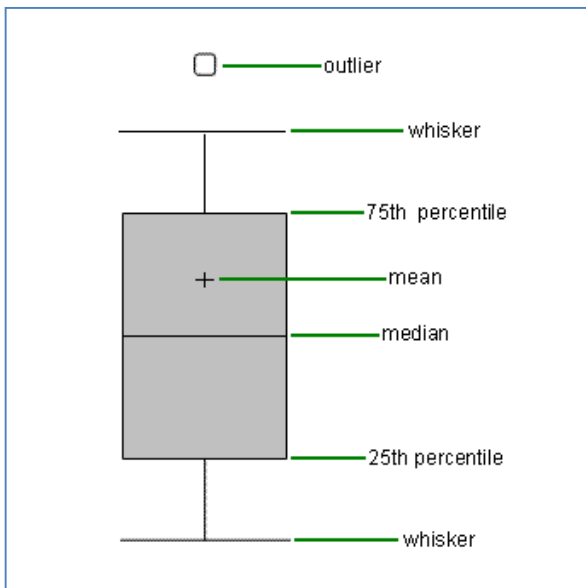 outlier
whisker
75th percentile
mean
median
25th percentile
whisker